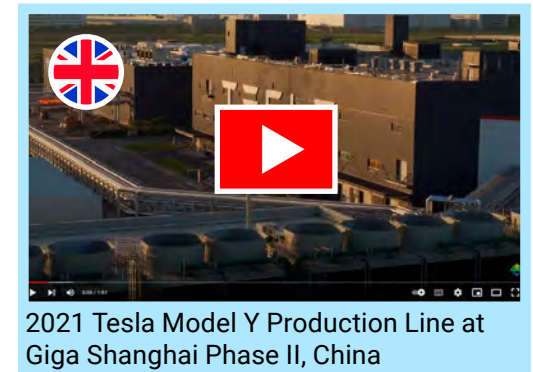 2021 Tesla Model Y Production Line at
Giga Shanghai Phase II, China